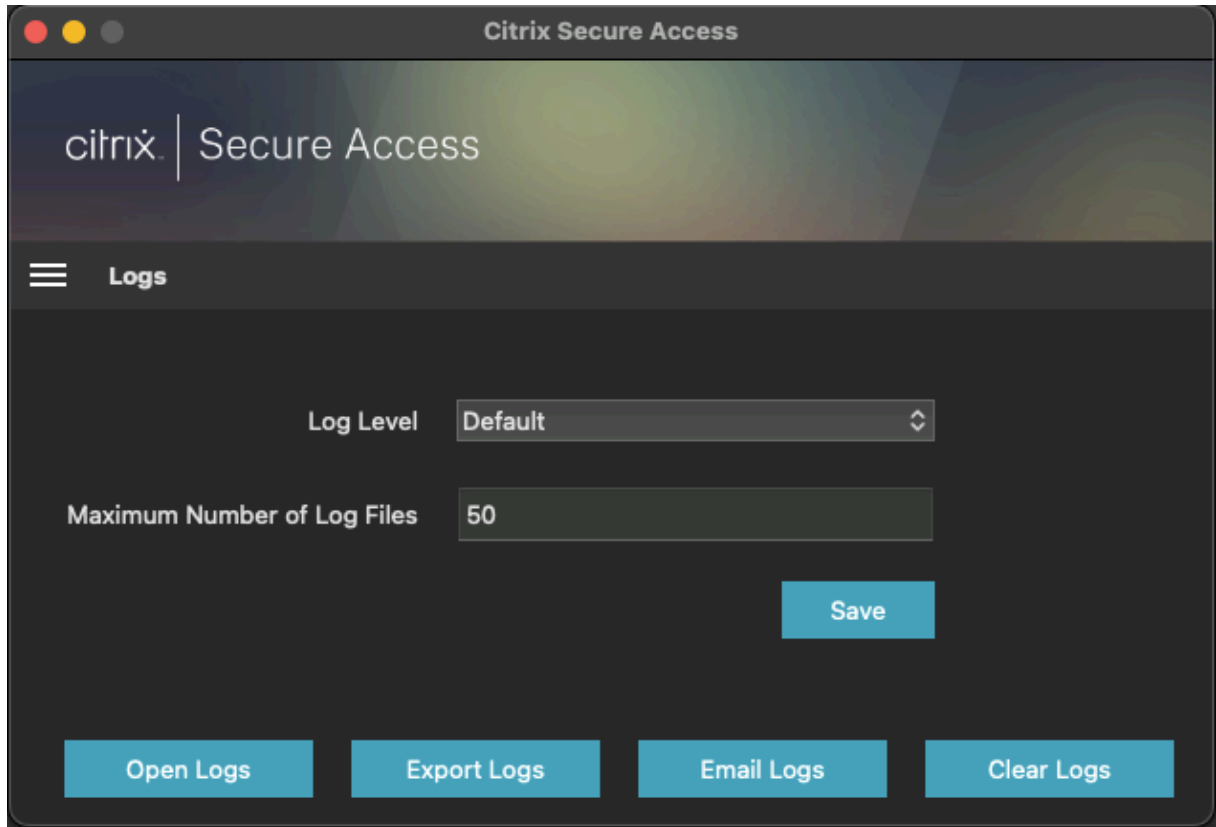 Citrix Secure Access
citrix | Secure Access
Logs
Log Level Default
Maximum Number of Log Files 50
Save
Open Logs Export Logs Email Logs Clear Logs